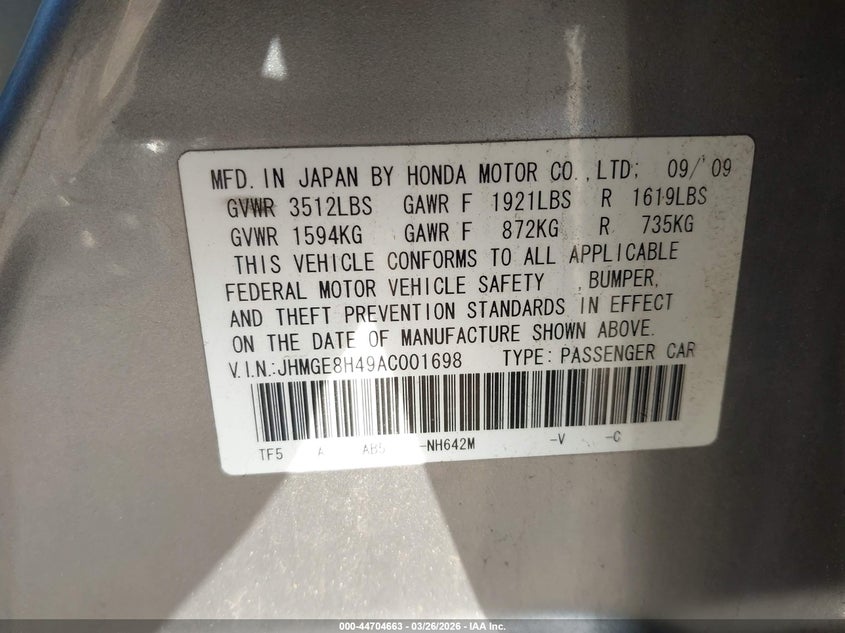 MFD. IN JAPAN BY HONDA MOTOR CO., LTD; 09/'09
GVWR 3512LBS GAWR F 1921LBS R 1619LBS
GVWR 1594KG GAWR F 872KG R 735KG
THIS VEHICLE CONFORMS TO ALL APPLICABLE
FEDERAL MOTOR VEHICLE SAFETY , BUMPER,
AND THEFT PREVENTION STANDARDS IN EFFECT
ON THE DATE OF MANUFACTURE SHOWN ABOVE.
V.I.N.:JHMGE8H49AC001698 TYPE: PASSENGER CAR
TF5 A AB5 -NH642M -V -C
000-44704663 - 03/26/2026 - IAA Inc.